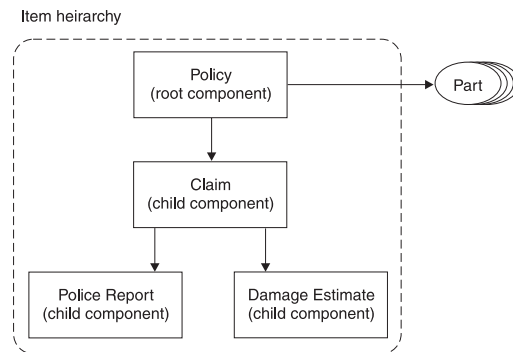 Item heirarchy
Policy
(root component)
Part
Claim
(child component)
Police Report
(child component)
Damage Estimate
(child component)